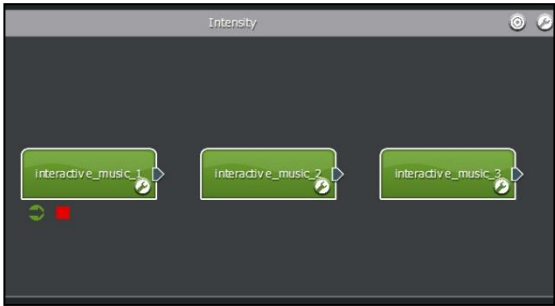 Intensity
interactive_music_1
interactive_music_2
interactive_music_3